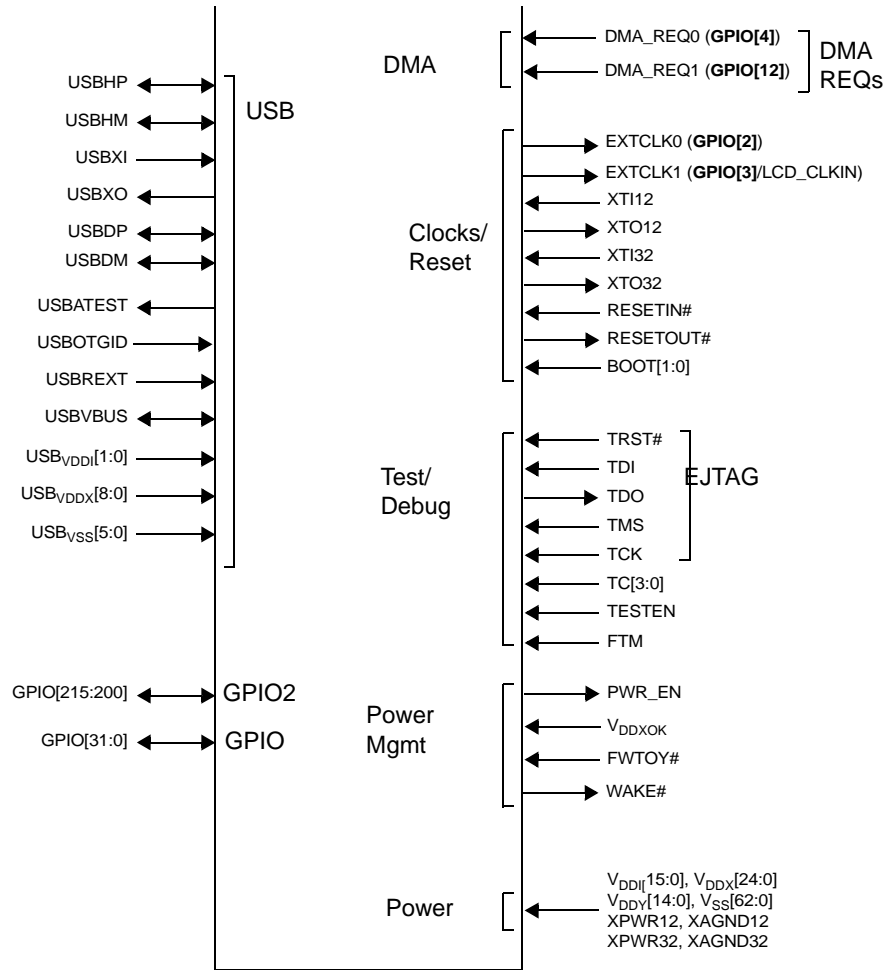 USBHP
USBHM
USBXI
USBXO
USBDP
USBDM
USBATEST
USBOTGID
USBREXT
USBVBUS
USBVDDI[1:0]
USBVDDX[8:0]
USBVSS[5:0]
USB
GPIO[215:200]
GPIO2
GPIO[31:0]
GPIO
DMA
DMA_REQ0 (GPIO[4])
DMA_REQ1 (GPIO[12])
DMA
REQs
Clocks/
Reset
EXTCLK0 (GPIO[2])
EXTCLK1 (GPIO[3]/LCD_CLKIN)
XTI12
XTO12
XTI32
XTO32
RESETIN#
RESETOUT#
BOOT[1:0]
Test/
Debug
TRST#
TDI
TDO
TMS
TCK
EJTAG
TC[3:0]
TESTEN
FTM
Power
Mgmt
PWR_EN
VDDXOK
FWTOY#
WAKE#
Power
VDDI[15:0], VDDX[24:0]
VDDY[14:0], VSS[62:0]
XPWR12, XAGND12
XPWR32, XAGND32